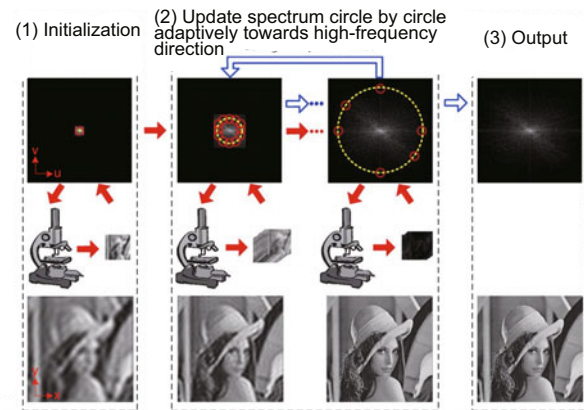 (1) Initialization
(2) Update spectrum circle by circle
adaptively towards high-frequency
direction
(3) Output
v
u
y
x